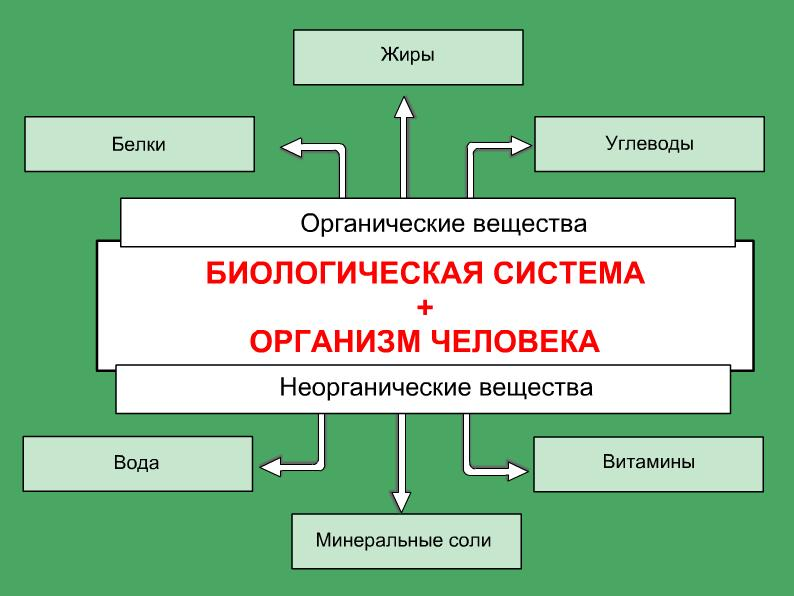 Жиры
Белки
Углеводы
Органические вещества
БИОЛОГИЧЕСКАЯ СИСТЕМА
+
ОРГАНИЗМ ЧЕЛОВЕКА
Неорганические вещества
Вода
Витамины
Минеральные соли